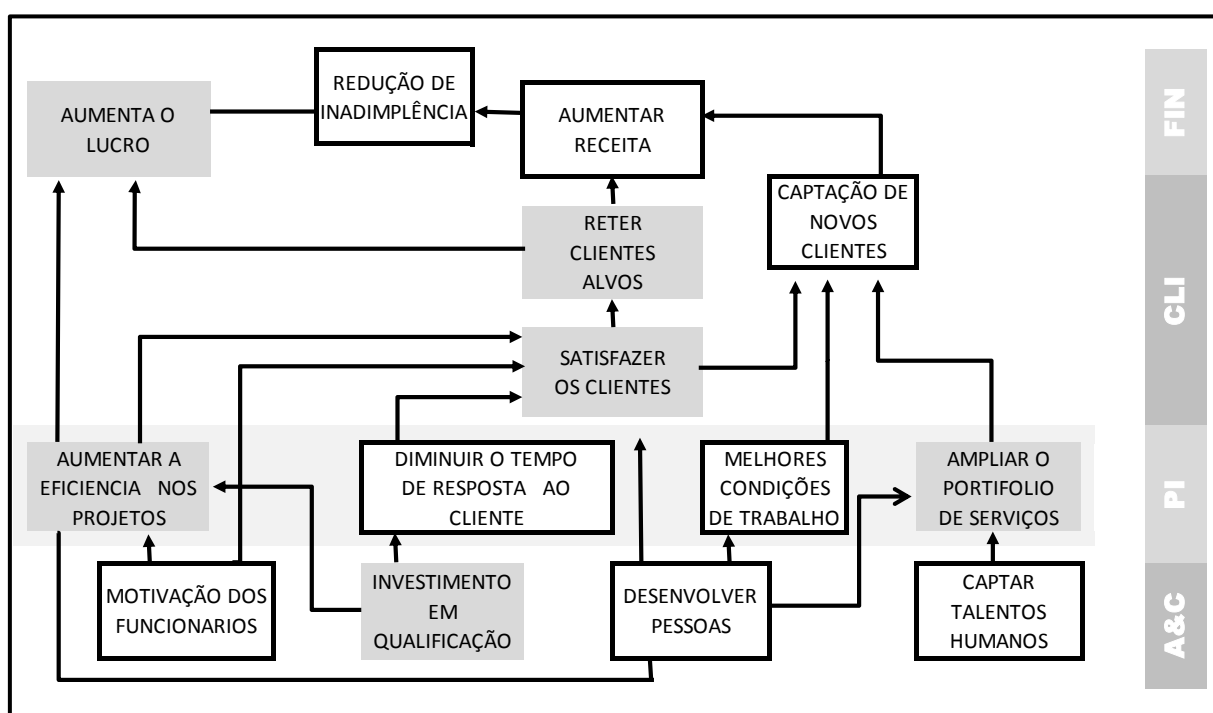 REDUÇÃO DE
INADIMPLÊNCIA
AUMENTA O
LUCRO
AUMENTAR
RECEITA
FIN
CAPTAÇÃO DE
NOVOS
CLIENTES
RETER
CLIENTES
ALVOS
CLI
SATISFAZER
OS CLIENTES
AUMENTAR A
EFICIENCIA NOS
PROJETOS
DIMINUIR O TEMPO
DE RESPOSTA AO
CLIENTE
MELHORES
CONDIÇÕES
DE TRABALHO
AMPLIAR O
PORTIFOLIO
DE SERVIÇOS
PI
MOTIVAÇÃO DOS
FUNCIONARIOS
INVESTIMENTO
EM
QUALIFICAÇÃO
DESENVOLVER
PESSOAS
CAPTAR
TALENTOS
HUMANOS
A&C